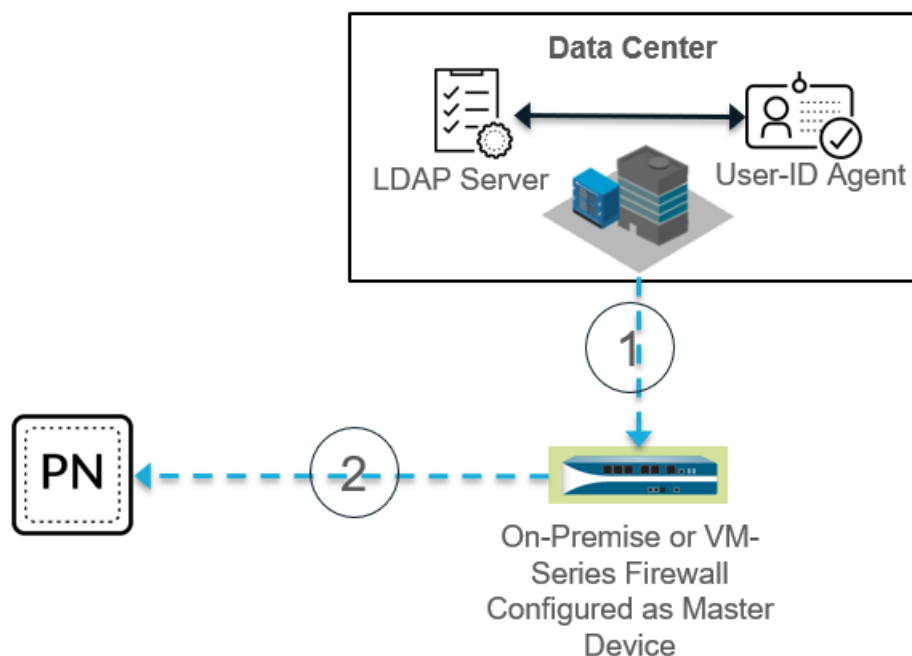 Data Center
LDAP Server
User-ID Agent
1
PN
2
On-Premise or VM-
Series Firewall
Configured as Master
Device